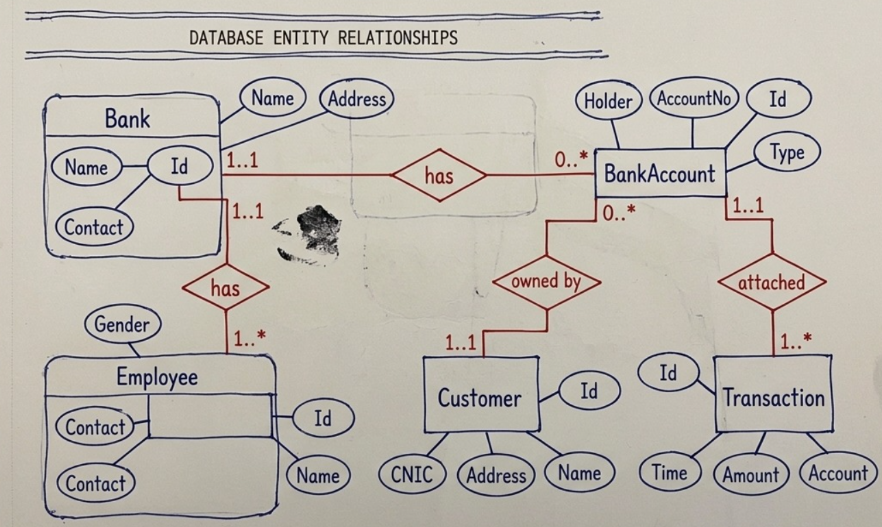 DATABASE ENTITY RELATIONSHIPS
Name Address Holder AccountNo Id
Bank
Name Id 1..1 has 0..* BankAccount Type
Contact 1..1 0..* 1..1
has owned by attached
Gender 1..* 1..1 1..*
Employee Customer Id Id Transaction
Contact Id
Contact Name CNIC Address Name Time Amount Account